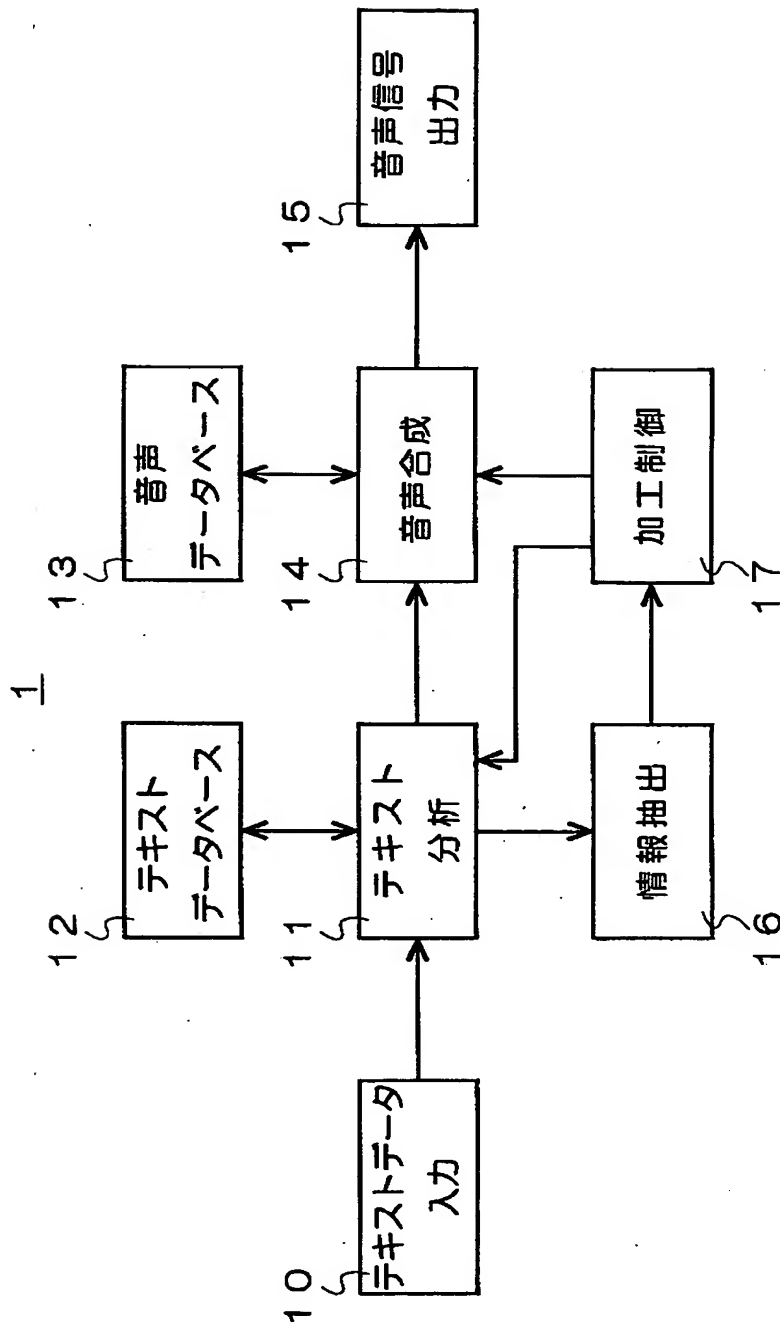 1
10
テキストデータ
入力
11
テキスト
分析
12
テキスト
データベース
13
音声
データベース
14
音声合成
15
音声信号
出力
16
情報抽出
17
加工制御